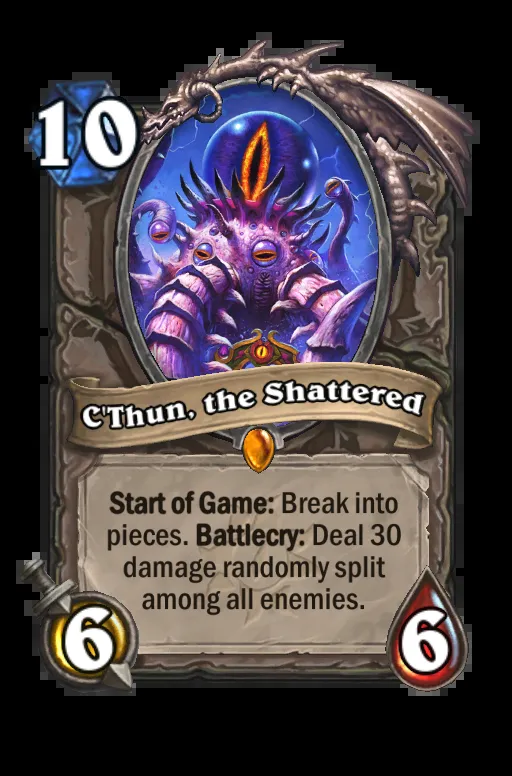 10
C'Thun, the Shattered
Start of Game: Break into
pieces. Battlecry: Deal 30
damage randomly split
among all enemies.
6
6